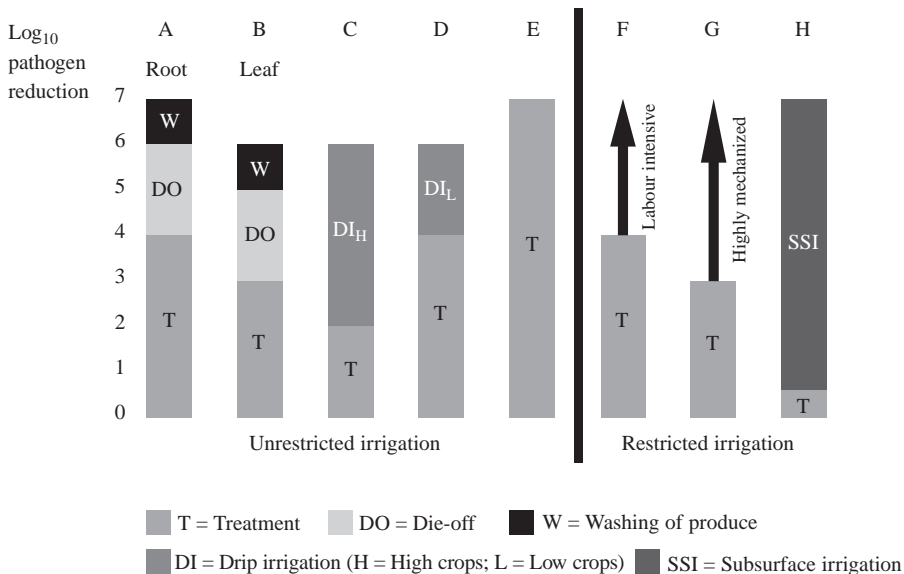 Log10 pathogen reduction
A B C D E F G H
Root Leaf
7
6
5
4
3
2
1
0
W
DO
T
W
DO
T
DIH
T
DIL
T
T
Labour intensive
T
Highly mechanized
T
SSI
T
Unrestricted irrigation
Restricted irrigation
T = Treatment
DO = Die-off
W = Washing of produce
DI = Drip irrigation (H = High crops; L = Low crops)
SSI = Subsurface irrigation